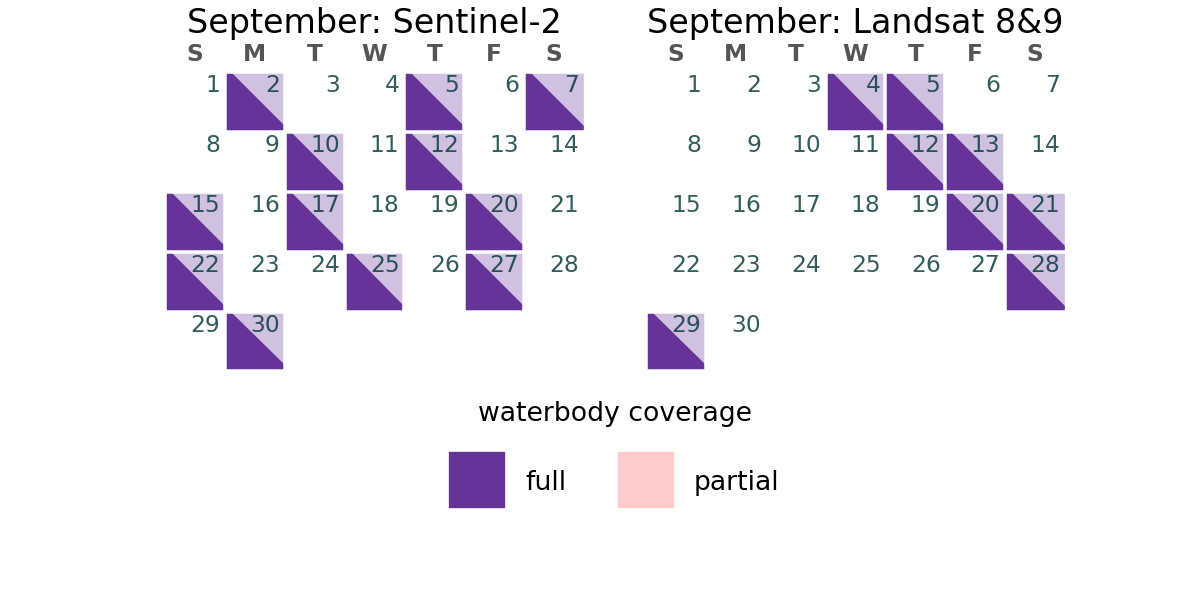 September: Sentinel-2
S M T W T F S
1 2 3 4 5 6 7
8 9 10 11 12 13 14
15 16 17 18 19 20 21
22 23 24 25 26 27 28
29 30
September: Landsat 8&9
S M T W T F S
1 2 3 4 5 6 7
8 9 10 11 12 13 14
15 16 17 18 19 20 21
22 23 24 25 26 27 28
29 30
waterbody coverage
full partial